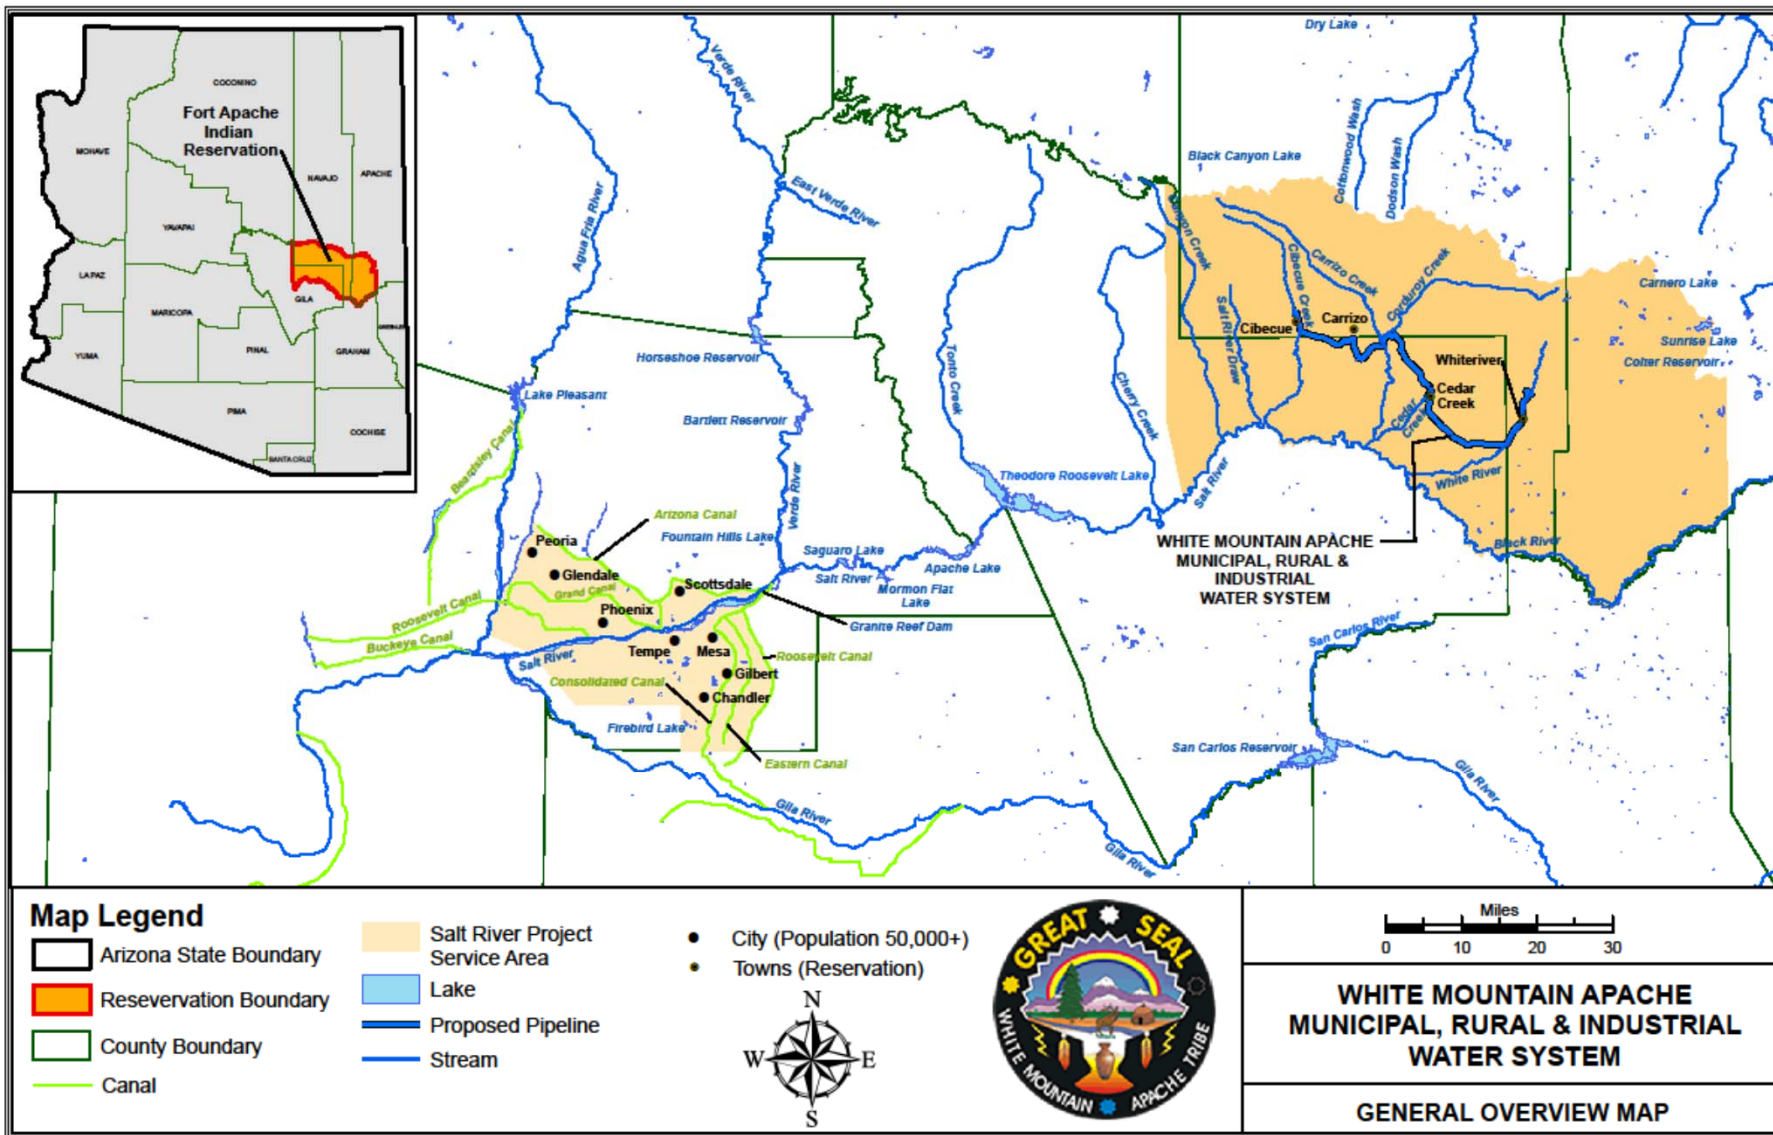 COCONINO
Fort Apache
Indian
Reservation
MOHAVE
NAVAJO
APACHE
YAVAPAI
LA PAZ
GILA
MARICOPA
YUMA
PINAL
GRAHAM
PIMA
COCHISE
SANTA CRUZ
Dry Lake
Verde River
Cottonwood Wash
Dodson Wash
Black Canyon Lake
East Verde River
Agua Fria River
Canyon Creek
Cibecue Creek
Carrizo Creek
Corduroy Creek
Carnero Lake
Salt River Draw
Cibecue
Carrizo
Sunrise Lake
Colter Reservoir
Whiteriver
Horseshoe Reservoir
Tonto Creek
Cherry Creek
Cedar
Creek
Cedar
Creek
Lake Pleasant
Bartlett Reservoir
Beardsley Canal
Theodore Roosevelt Lake
Salt River
White River
Verde River
Arizona Canal
Fountain Hills Lake
Peoria
Saguaro Lake
Apache Lake
WHITE MOUNTAIN APACHE
MUNICIPAL, RURAL &
INDUSTRIAL
WATER SYSTEM
Black River
Glendale
Grand Canal
Scottsdale
Salt River
Mormon Flat
Lake
Roosevelt Canal
Phoenix
Granite Reef Dam
San Carlos River
Buckeye Canal
Salt River
Tempe
Mesa
Roosevelt Canal
Consolidated Canal
Gilbert
Chandler
Firebird Lake
Eastern Canal
San Carlos Reservoir
Gila River
Gila River
Gila River
Map Legend
Arizona State Boundary
Resevervation Boundary
County Boundary
Canal
Salt River Project
Service Area
Lake
Proposed Pipeline
Stream
City (Population 50,000+)
Towns (Reservation)
N
W E
S
GREAT SEAL
WHITE MOUNTAIN APACHE TRIBE
Miles
0 10 20 30
WHITE MOUNTAIN APACHE
MUNICIPAL, RURAL & INDUSTRIAL
WATER SYSTEM
GENERAL OVERVIEW MAP